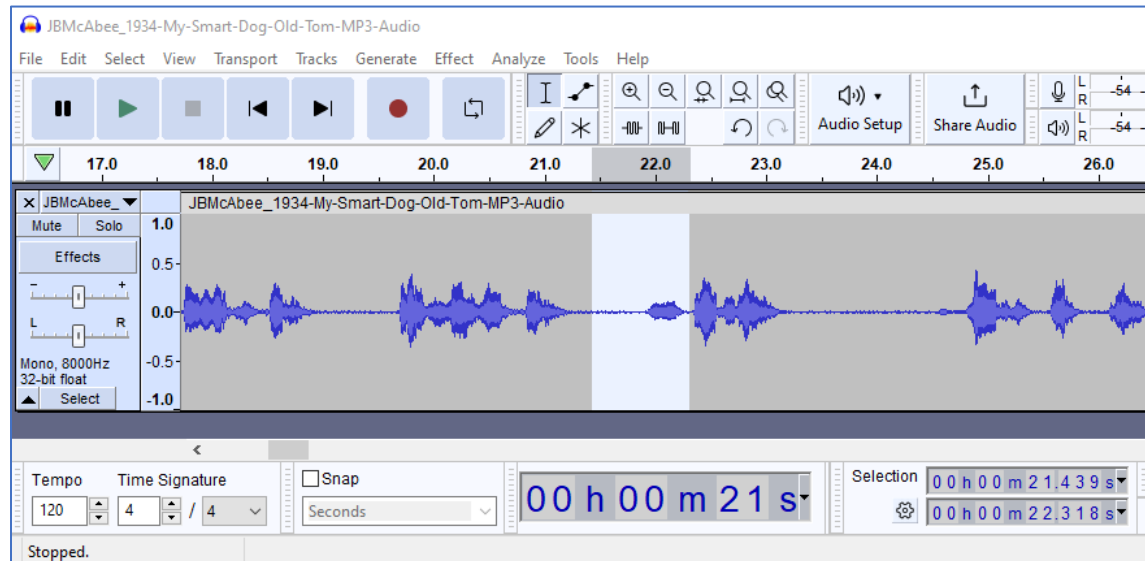 JBMcAbee_1934-My-Smart-Dog-Old-Tom-MP3-Audio
File Edit Select View Transport Tracks Generate Effect Analyze Tools Help
Audio Setup
Share Audio
L
R
-54
L
R
-54
17.0 18.0 19.0 20.0 21.0 22.0 23.0 24.0 25.0 26.0
JBMcAbee_
JBMcAbee_1934-My-Smart-Dog-Old-Tom-MP3-Audio
Mute Solo
Effects
- +
L R
Mono, 8000Hz
32-bit float
Select
1.0
0.5-
0.0-
-0.5-
-1.0
Tempo
120
Time Signature
4 / 4
Snap
Seconds
00 h 00 m 21 s
Selection
00 h 00 m 21.439 s
00 h 00 m 22.318 s
Stopped.